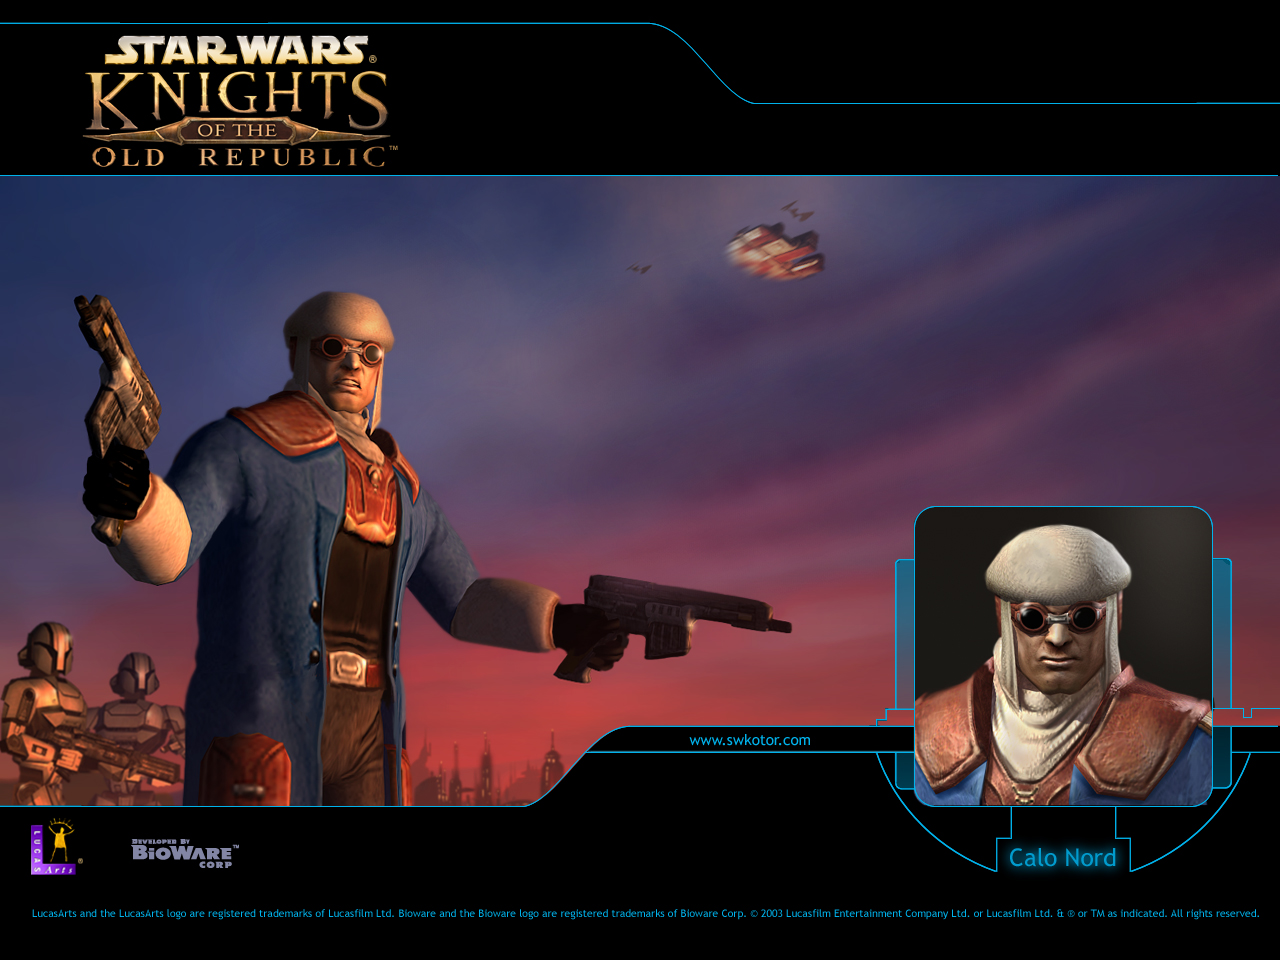 STAR WARS®
KNIGHTS
OF THE
OLD REPUBLIC™
www.swkotor.com
Calo Nord
LUCAS
Arts ®
DEVELOPED BY
BIOWARE™
CORP
LucasArts and the LucasArts logo are registered trademarks of Lucasfilm Ltd. Bioware and the Bioware logo are registered trademarks of Bioware Corp. © 2003 Lucasfilm Entertainment Company Ltd. or Lucasfilm Ltd. & ® or TM as indicated. All rights reserved.